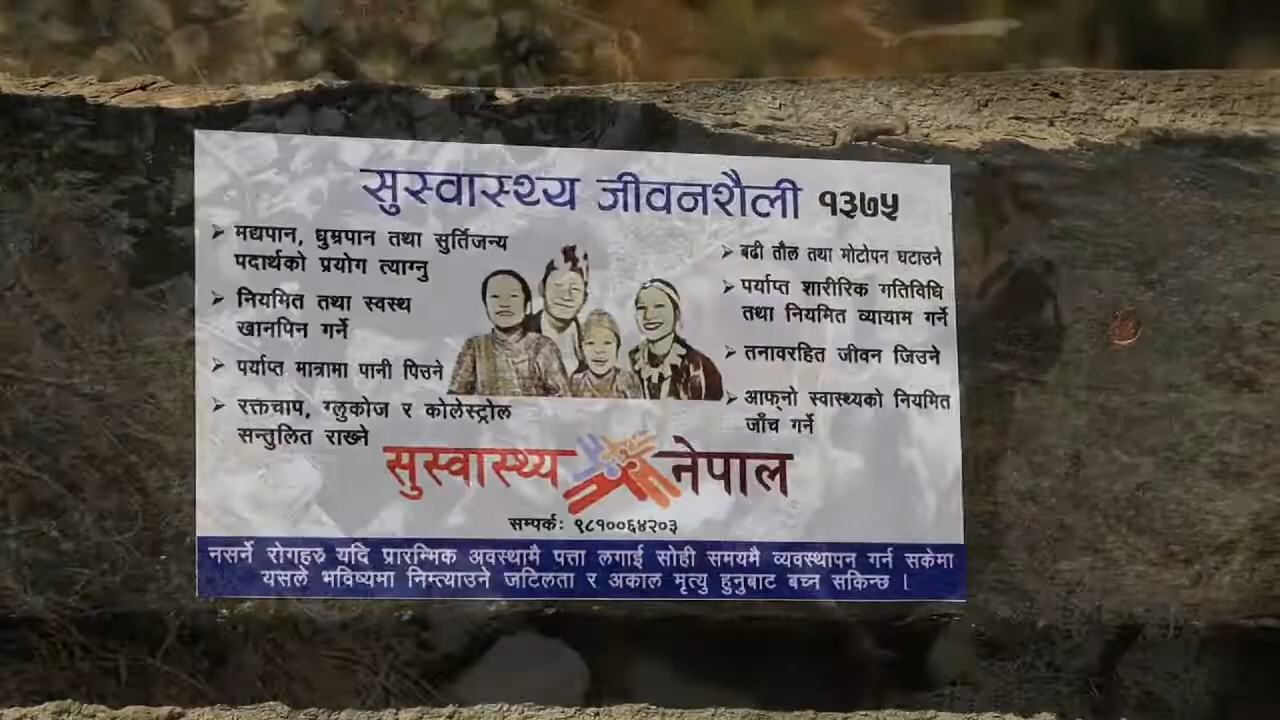 सुस्वास्थ्य जीवनशैली १३७५
➢ मद्यपान, धुम्रपान तथा सुर्तिजन्य
पदार्थको प्रयोग त्याग्नु
➢ नियमित तथा स्वस्थ
खानपिन गर्ने
➢ पर्याप्त मात्रामा पानी पिउने
➢ रक्तचाप, ग्लुकोज र कोलेस्ट्रोल
सन्तुलित राख्ने
➢ बढी तौल तथा मोटोपन घटाउने
➢ पर्याप्त शारीरिक गतिविधि
तथा नियमित व्यायाम गर्ने
➢ तनावरहित जीवन जिउने
➢ आफ्‍नो स्वास्थ्यको नियमित
जाँच गर्ने
सुस्वास्थ्य नेपाल
सम्पर्कः ९८१००६४२०३
नसर्ने रोगहरु यदि प्रारम्भिक अवस्थामै पत्ता लगाई सोही समयमै व्यवस्थापन गर्न सकेमा
यसले भविष्यमा निम्त्याउने जटिलता र अकाल मृत्यु हुनुबाट बच्न सकिन्छ ।